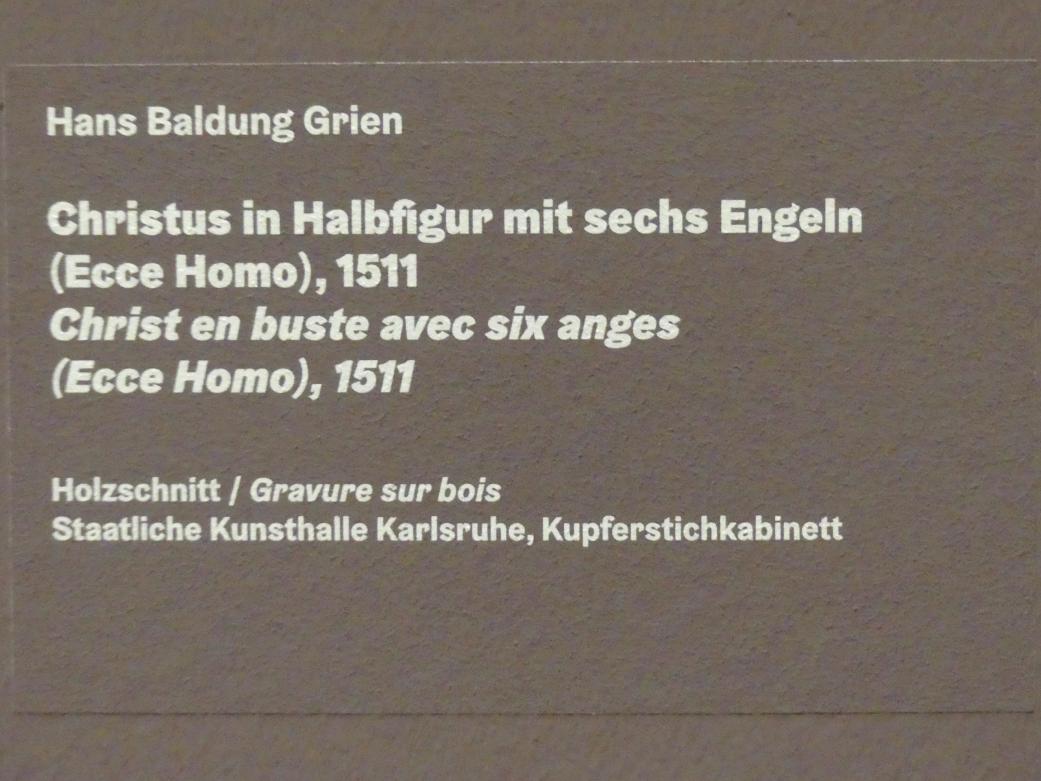 Hans Baldung Grien
Christus in Halbfigur mit sechs Engeln
(Ecce Homo), 1511
Christ en buste avec six anges
(Ecce Homo), 1511
Holzschnitt / Gravure sur bois
Staatliche Kunsthalle Karlsruhe, Kupferstichkabinett